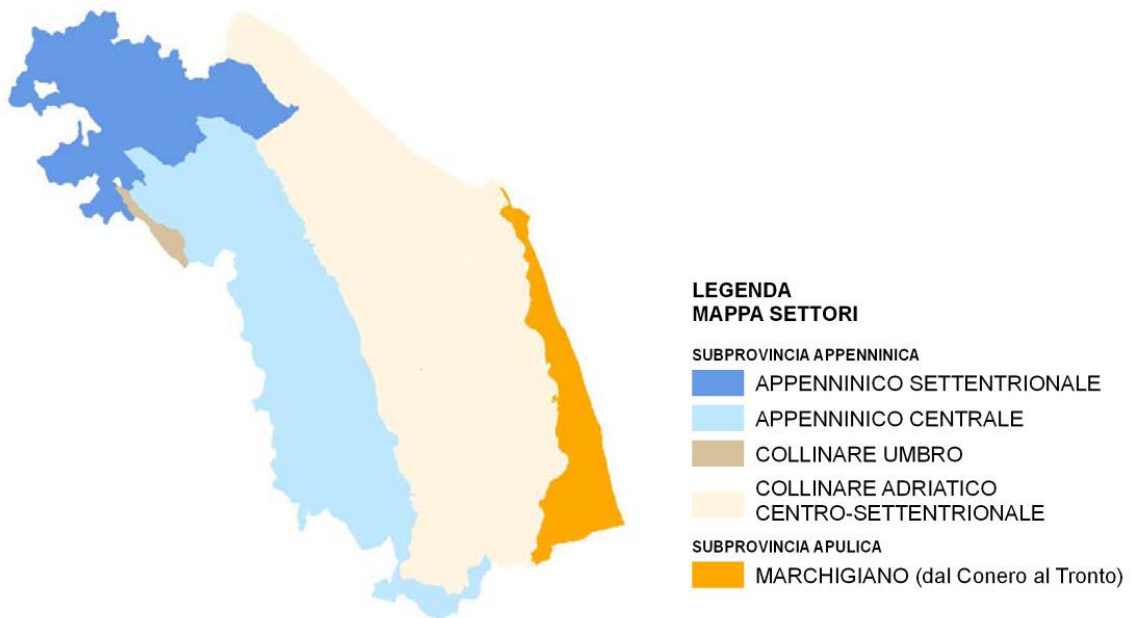 LEGENDA
MAPPA SETTORI
SUBPROVINCIA APPENNINICA
APPENNINICO SETTENTRIONALE
APPENNINICO CENTRALE
COLLINARE UMBRO
COLLINARE ADRIATICO
CENTRO-SETTENTRIONALE
SUBPROVINCIA APULICA
MARCHIGIANO (dal Conero al Tronto)